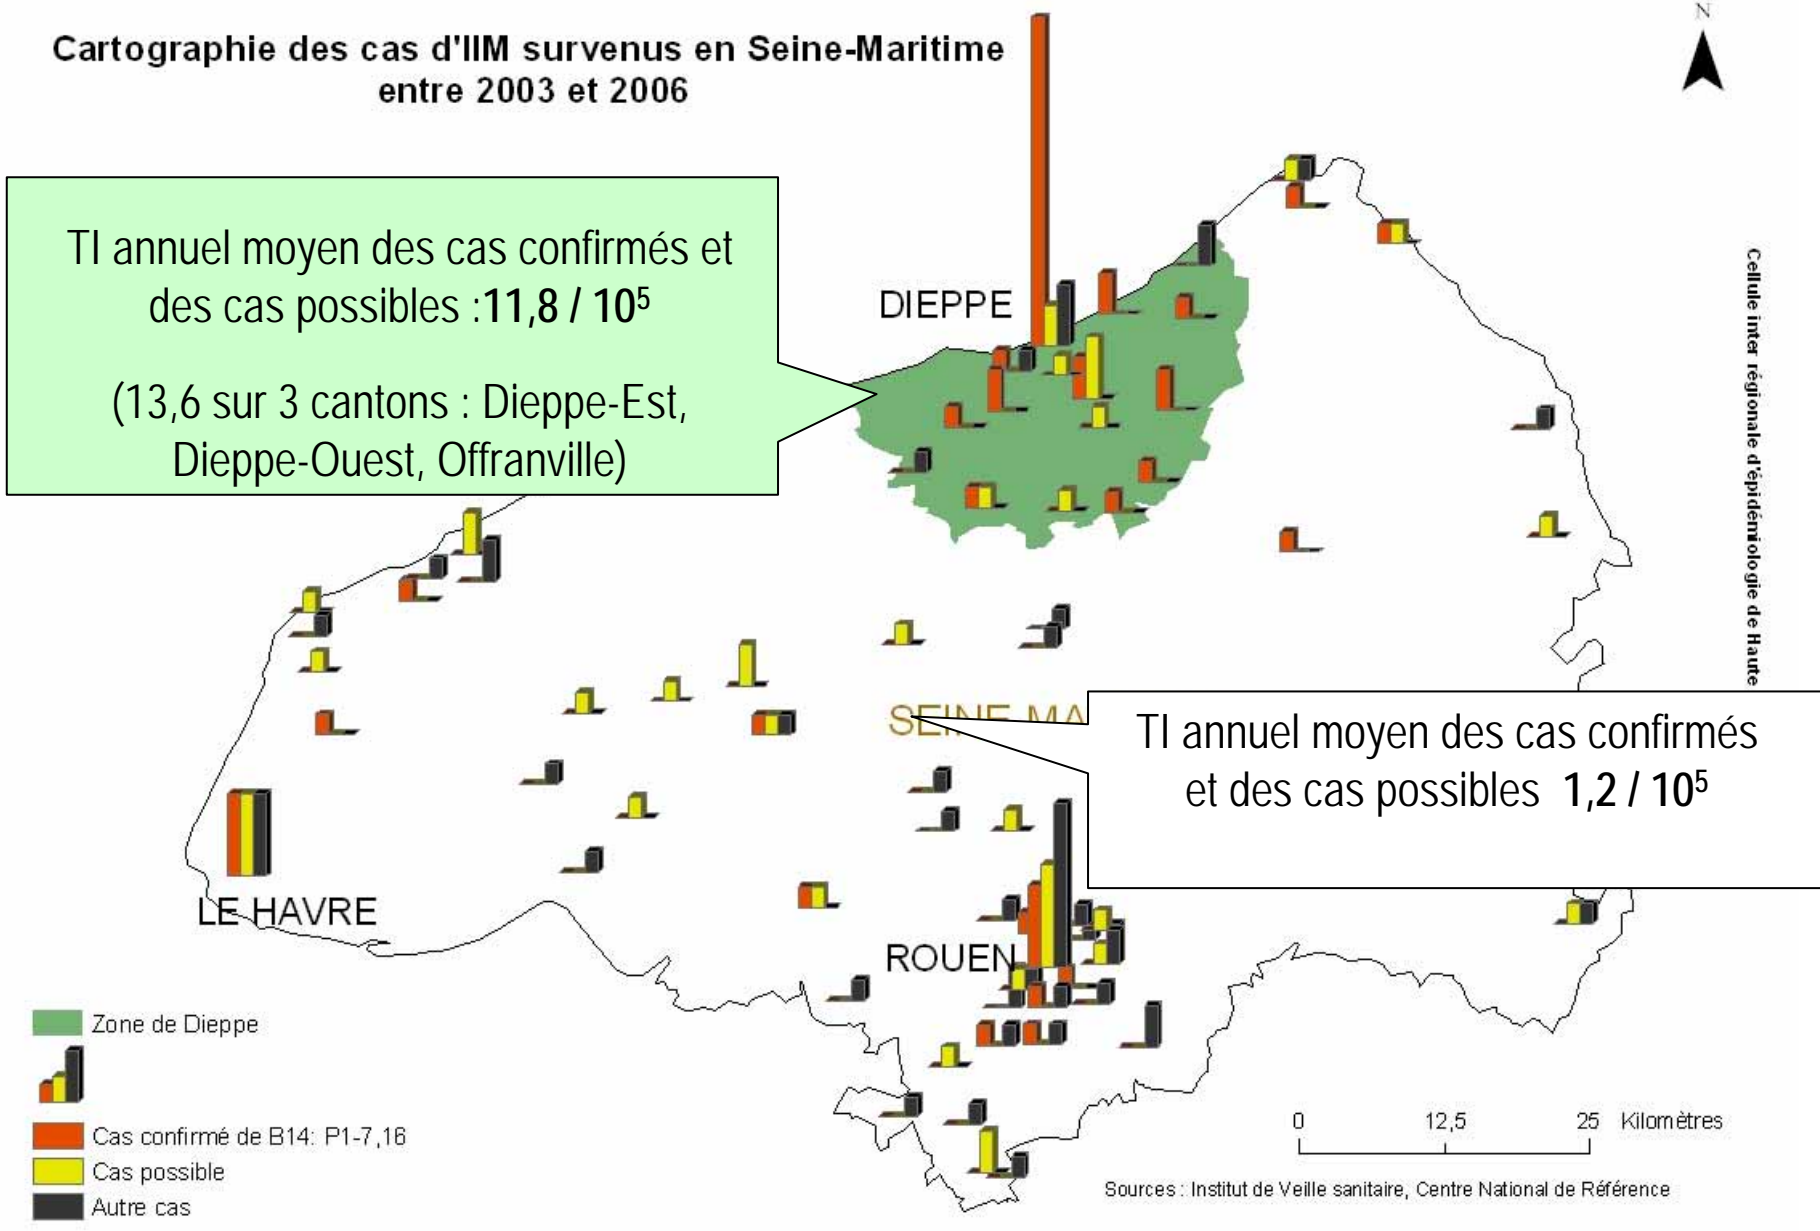 Cartographie des cas d'IIM survenus en Seine-Maritime
entre 2003 et 2006
N
TI annuel moyen des cas confirmés et
des cas possibles :11,8 / 10⁵
(13,6 sur 3 cantons : Dieppe-Est,
Dieppe-Ouest, Offranville)
DIEPPE
Cellule inter régionale d'épidémiologie de Haute
SEINE-MA
TI annuel moyen des cas confirmés
et des cas possibles 1,2 / 10⁵
LE HAVRE
ROUEN
Zone de Dieppe
Cas confirmé de B14: P1-7,16
Cas possible
Autre cas
0 12,5 25 Kilomètres
Sources : Institut de Veille sanitaire, Centre National de Référence